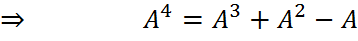 ⇒ 𝐴⁴ = 𝐴³ + 𝐴² − 𝐴